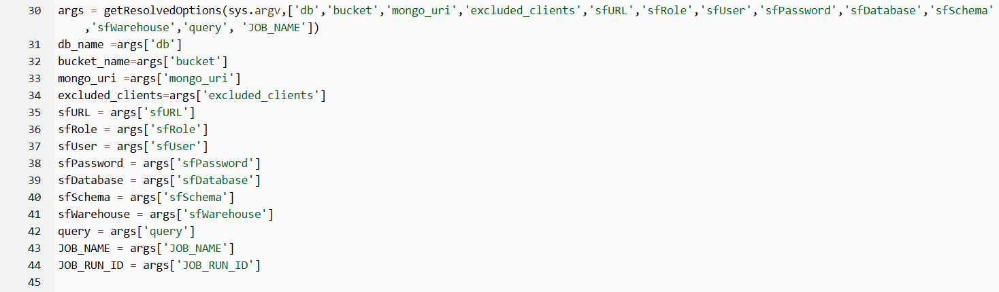 30 args = getResolvedOptions(sys.argv,['db','bucket','mongo_uri','excluded_clients','sfURL','sfRole','sfUser','sfPassword','sfDatabase','sfSchema'
,'sfWarehouse','query', 'JOB_NAME'])
31 db_name =args['db']
32 bucket_name=args['bucket']
33 mongo_uri =args['mongo_uri']
34 excluded_clients=args['excluded_clients']
35 sfURL = args['sfURL']
36 sfRole = args['sfRole']
37 sfUser = args['sfUser']
38 sfPassword = args['sfPassword']
39 sfDatabase = args['sfDatabase']
40 sfSchema = args['sfSchema']
41 sfWarehouse = args['sfWarehouse']
42 query = args['query']
43 JOB_NAME = args['JOB_NAME']
44 JOB_RUN_ID = args['JOB_RUN_ID']
45